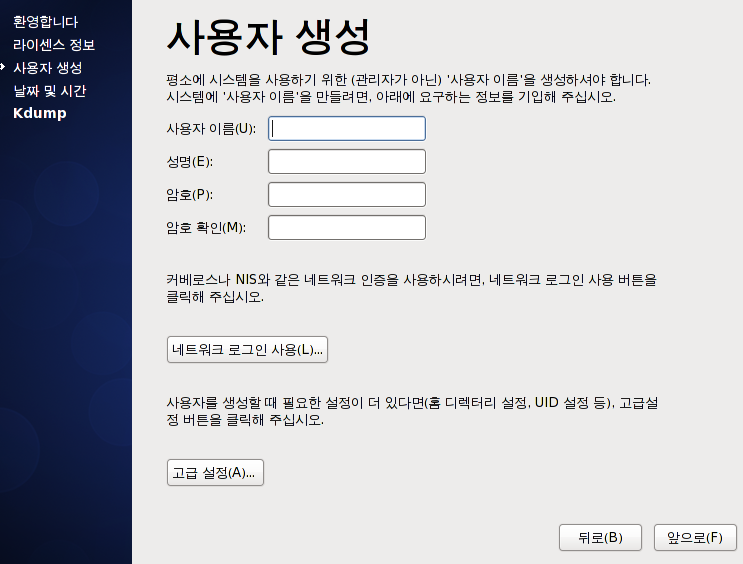 환영합니다
라이센스 정보
사용자 생성
날짜 및 시간
Kdump
사용자 생성
평소에 시스템을 사용하기 위한 (관리자가 아닌) '사용자 이름'을 생성하셔야 합니다.
시스템에 '사용자 이름'을 만들려면, 아래에 요구하는 정보를 기입해 주십시오.
사용자 이름(U):
성명(E):
암호(P):
암호 확인(M):
커베로스나 NIS와 같은 네트워크 인증을 사용하시려면, 네트워크 로그인 사용 버튼을
클릭해 주십시오.
네트워크 로그인 사용(L)...
사용자를 생성할 때 필요한 설정이 더 있다면(홈 디렉터리 설정, UID 설정 등), 고급설
정 버튼을 클릭해 주십시오.
고급 설정(A)...
뒤로(B)
앞으로(F)